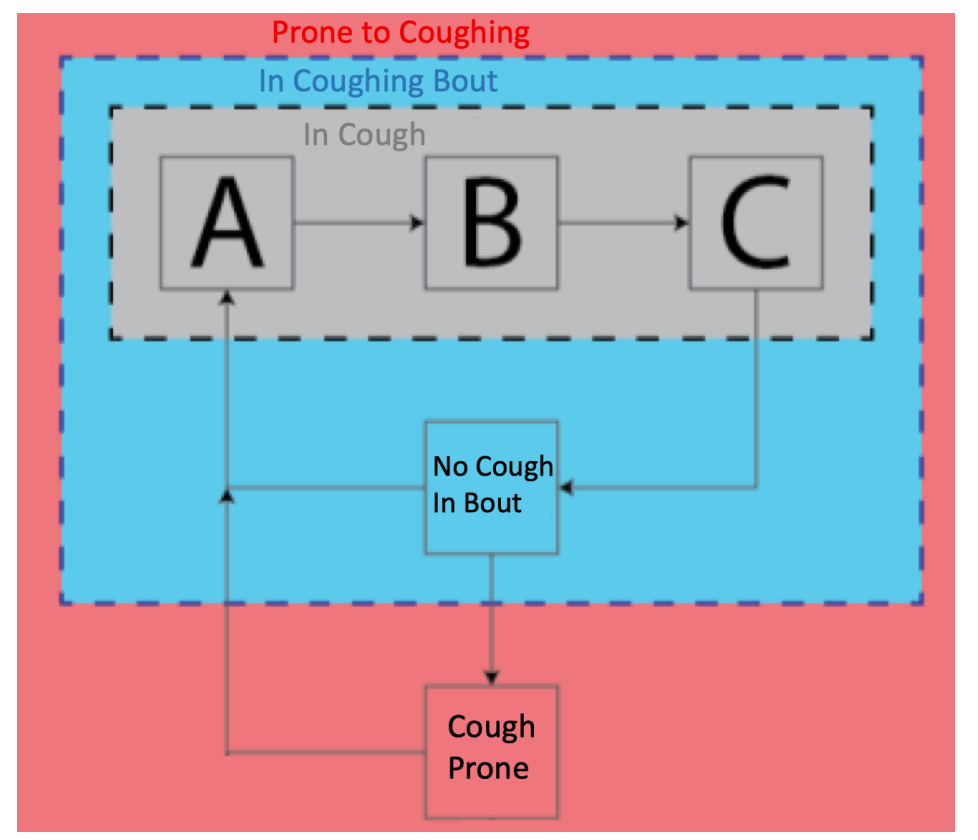 Prone to Coughing
In Coughing Bout
In Cough
A
B
C
No Cough
In Bout
Cough
Prone